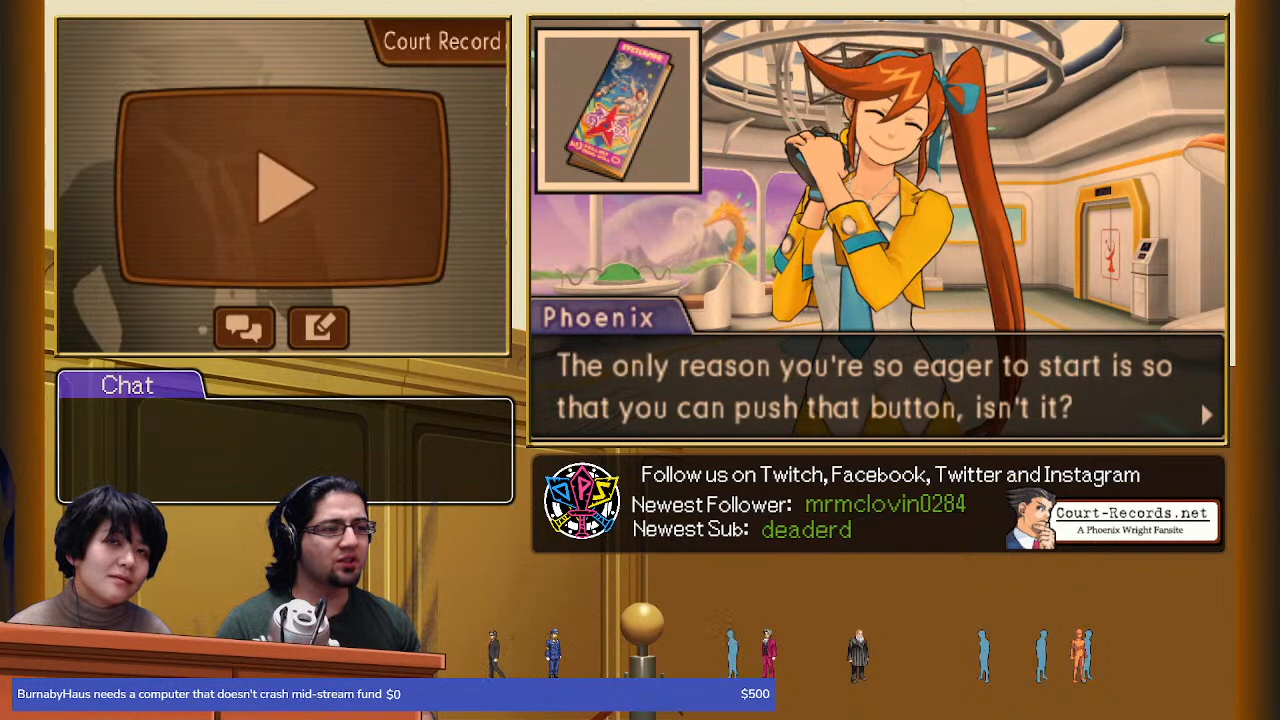 Court Record
Phoenix
The only reason you're so eager to start is so
that you can push that button, isn't it?
Chat
Follow us on Twitch, Facebook, Twitter and Instagram
Newest Follower: mrmclovin0284
Newest Sub: deaderd
Court-Records.net
A Phoenix Wright Fansite
BurnabyHaus needs a computer that doesn't crash mid-stream fund $0
$500